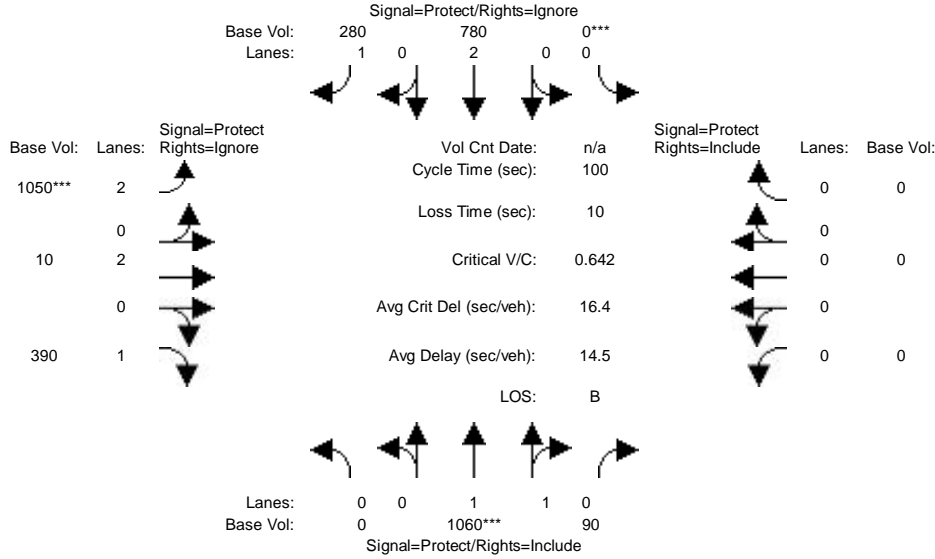 Signal=Protect/Rights=Ignore
Base Vol: 280 780 0***
Lanes: 1 0 2 0 0
Signal=Protect Signal=Protect
Base Vol: Lanes: Rights=Ignore Vol Cnt Date: n/a Rights=Include Lanes: Base Vol:
Cycle Time (sec): 100
1050*** 2 0 0
Loss Time (sec): 10
0 0
10 2 Critical V/C: 0.642 0 0
0 Avg Crit Del (sec/veh): 16.4 0
390 1 Avg Delay (sec/veh): 14.5 0 0
LOS: B
Lanes: 0 0 1 1 0
Base Vol: 0 1060*** 90
Signal=Protect/Rights=Include